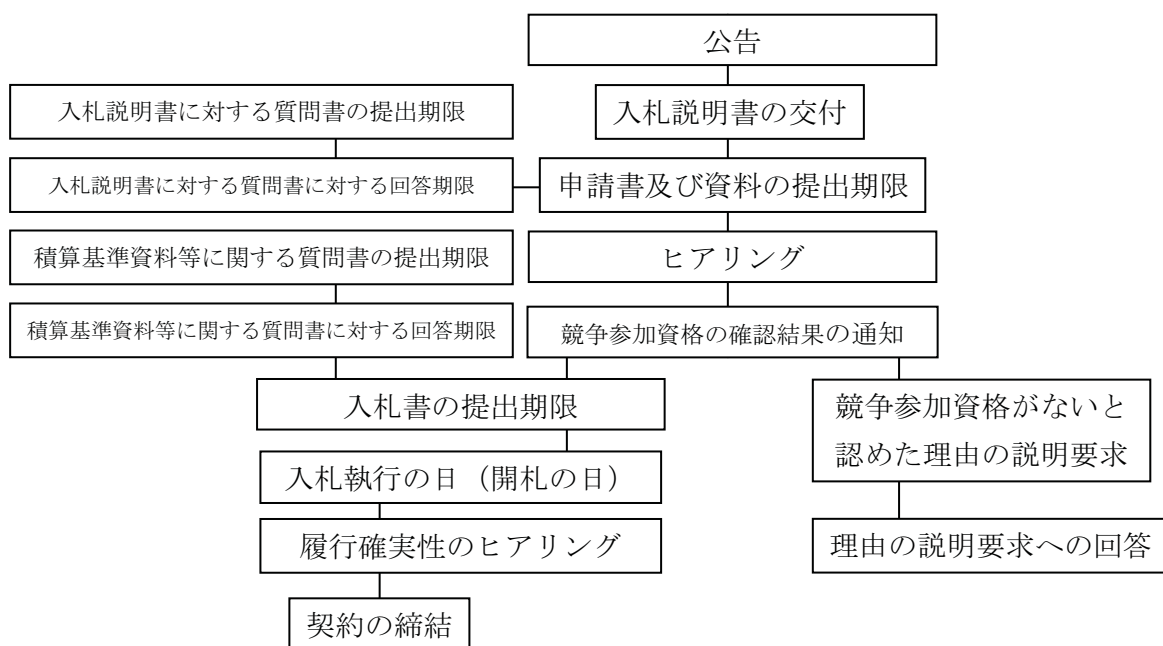 公告
入札説明書に対する質問書の提出期限
入札説明書の交付
入札説明書に対する質問書に対する回答期限
申請書及び資料の提出期限
積算基準資料等に関する質問書の提出期限
ヒアリング
積算基準資料等に関する質問書に対する回答期限
競争参加資格の確認結果の通知
入札書の提出期限
競争参加資格がないと
認めた理由の説明要求
入札執行の日（開札の日）
履行確実性のヒアリング
理由の説明要求への回答
契約の締結